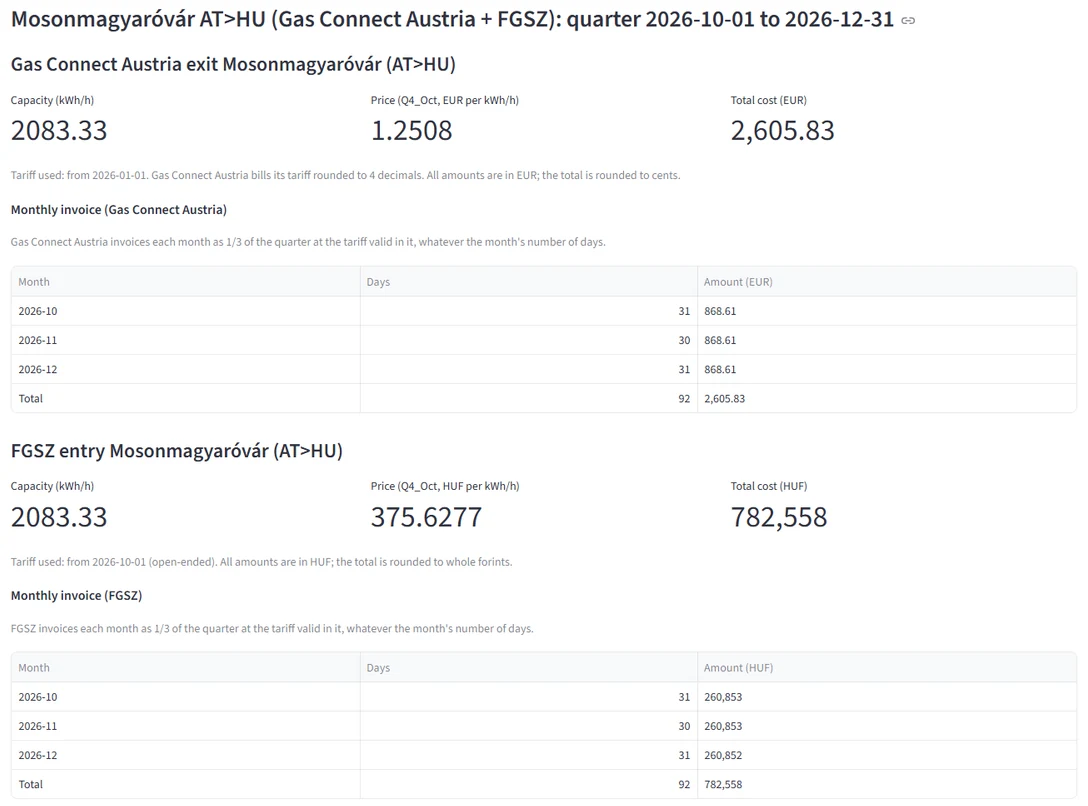 Mosonmagyaróvár AT>HU (Gas Connect Austria + FGSZ): quarter 2026-10-01 to 2026-12-31
Gas Connect Austria exit Mosonmagyaróvár (AT>HU)
Capacity (kWh/h) Price (Q4_Oct, EUR per kWh/h) Total cost (EUR)
2083.33 1.2508 2,605.83
Tariff used: from 2026-01-01. Gas Connect Austria bills its tariff rounded to 4 decimals. All amounts are in EUR; the total is rounded to cents.
Monthly invoice (Gas Connect Austria)
Gas Connect Austria invoices each month as 1/3 of the quarter at the tariff valid in it, whatever the month's number of days.
Month Days Amount (EUR)
2026-10 31 868.61
2026-11 30 868.61
2026-12 31 868.61
Total 92 2,605.83
FGSZ entry Mosonmagyaróvár (AT>HU)
Capacity (kWh/h) Price (Q4_Oct, HUF per kWh/h) Total cost (HUF)
2083.33 375.6277 782,558
Tariff used: from 2026-10-01 (open-ended). All amounts are in HUF; the total is rounded to whole forints.
Monthly invoice (FGSZ)
FGSZ invoices each month as 1/3 of the quarter at the tariff valid in it, whatever the month's number of days.
Month Days Amount (HUF)
2026-10 31 260,853
2026-11 30 260,853
2026-12 31 260,852
Total 92 782,558